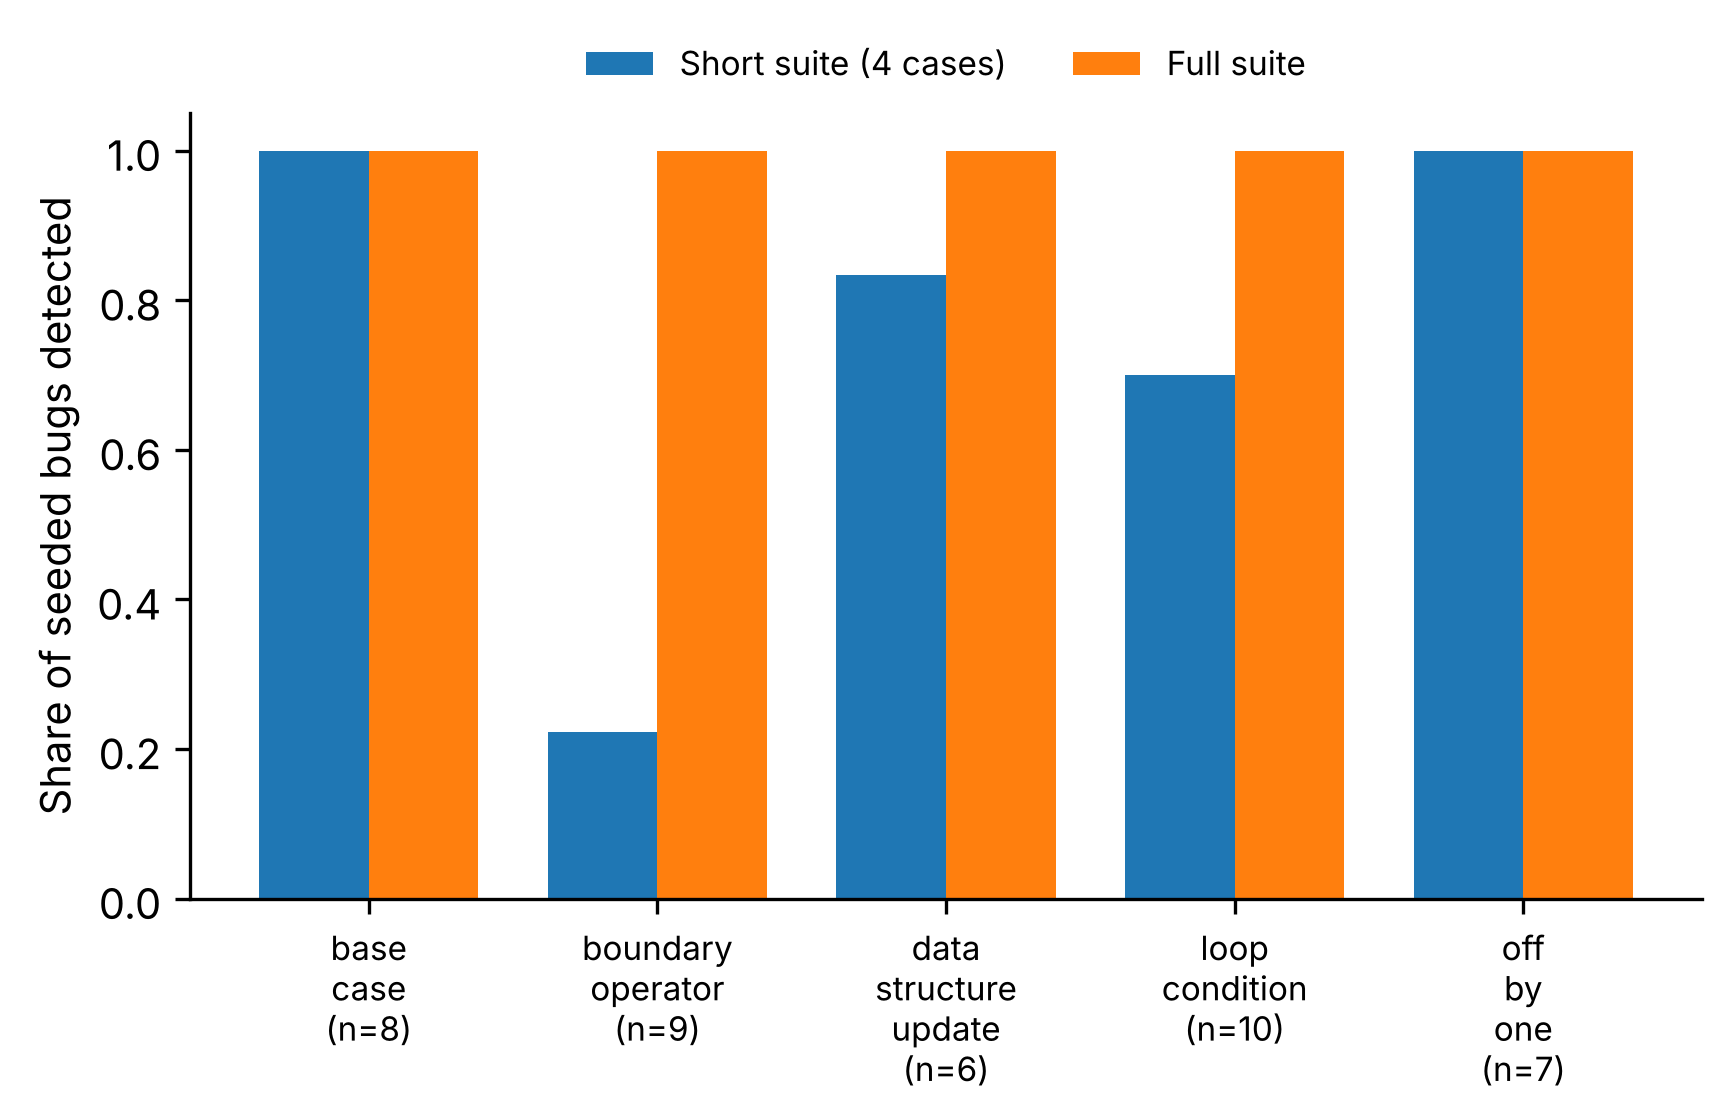 Short suite (4 cases)
Full suite
Share of seeded bugs detected
1.0
0.8
0.6
0.4
0.2
0.0
base
case
(n=8)
boundary
operator
(n=9)
data
structure
update
(n=6)
loop
condition
(n=10)
off
by
one
(n=7)